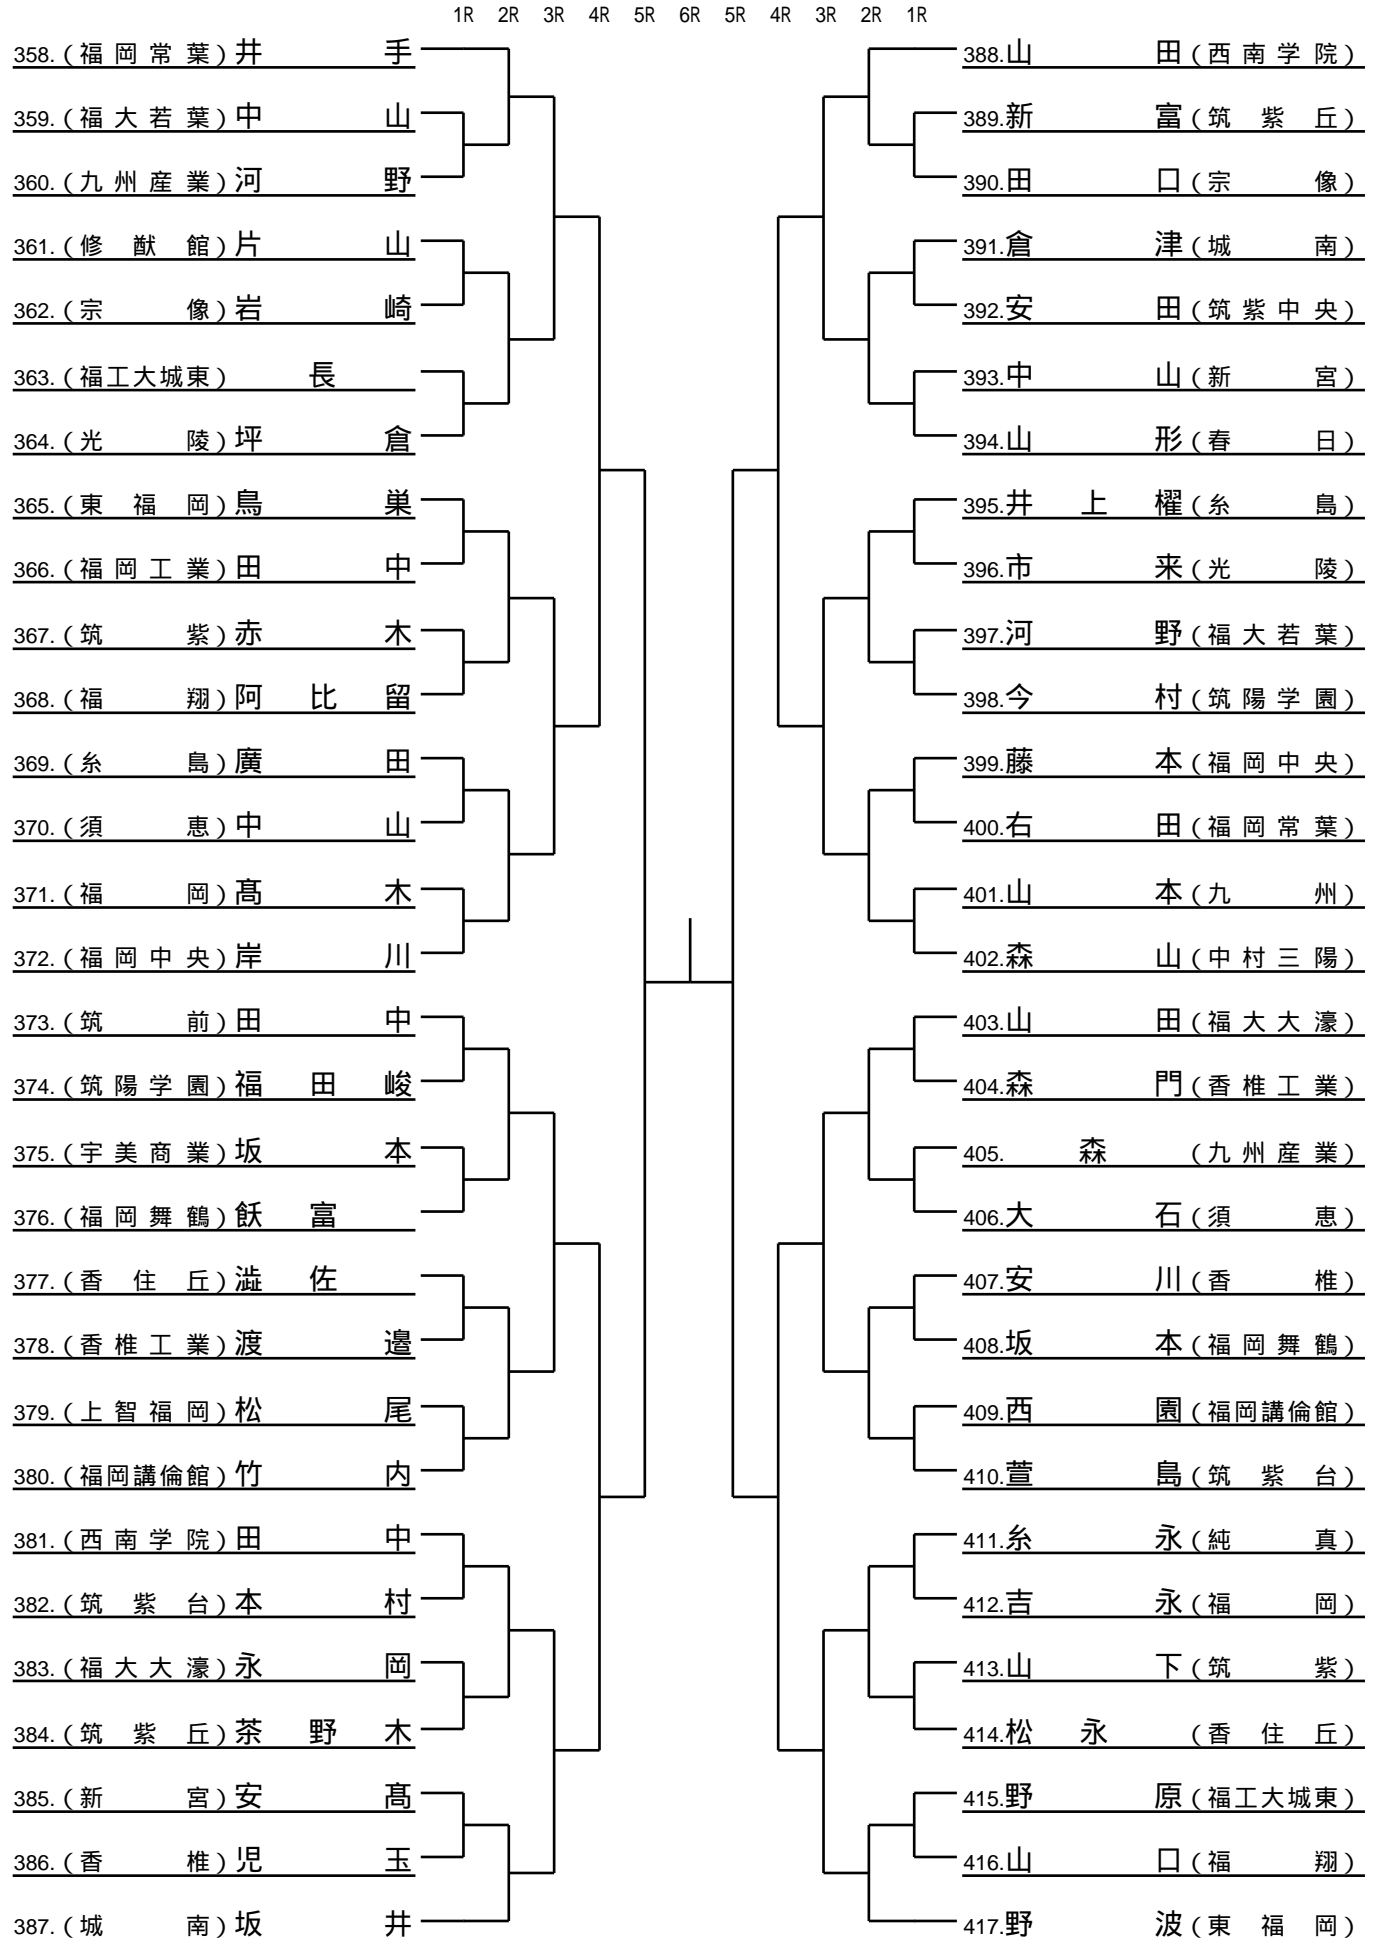 1R 2R 3R 4R 5R 6R 5R 4R 3R 2R 1R
358.(福岡常葉)井手
359.(福大若葉)中山
360.(九州産業)河野
361.(修猷館)片山
362.(宗像)岩崎
363.(福工大城東)長
364.(光陵)坪倉
365.(東福岡)鳥巣
366.(福岡工業)田中
367.(筑紫)赤木
368.(福翔)阿比留
369.(糸島)廣田
370.(須恵)中山
371.(福岡)髙木
372.(福岡中央)岸川
373.(筑前)田中
374.(筑陽学園)福田峻
375.(宇美商業)坂本
376.(福岡舞鶴)飫富
377.(香住丘)澁佐
378.(香椎工業)渡邉
379.(上智福岡)松尾
380.(福岡講倫館)竹内
381.(西南学院)田中
382.(筑紫台)本村
383.(福大大濠)永岡
384.(筑紫丘)茶野木
385.(新宮)安髙
386.(香椎)児玉
387.(城南)坂井
388.山田(西南学院)
389.新富(筑紫丘)
390.田口(宗像)
391.倉津(城南)
392.安田(筑紫中央)
393.中山(新宮)
394.山形(春日)
395.井上櫂(糸島)
396.市来(光陵)
397.河野(福大若葉)
398.今村(筑陽学園)
399.藤本(福岡中央)
400.右田(福岡常葉)
401.山本(九州)
402.森山(中村三陽)
403.山田(福大大濠)
404.森門(香椎工業)
405.森(九州産業)
406.大石(須恵)
407.安川(香椎)
408.坂本(福岡舞鶴)
409.西園(福岡講倫館)
410.萱島(筑紫台)
411.糸永(純真)
412.吉永(福岡)
413.山下(筑紫)
414.松永(香住丘)
415.野原(福工大城東)
416.山口(福翔)
417.野波(東福岡)